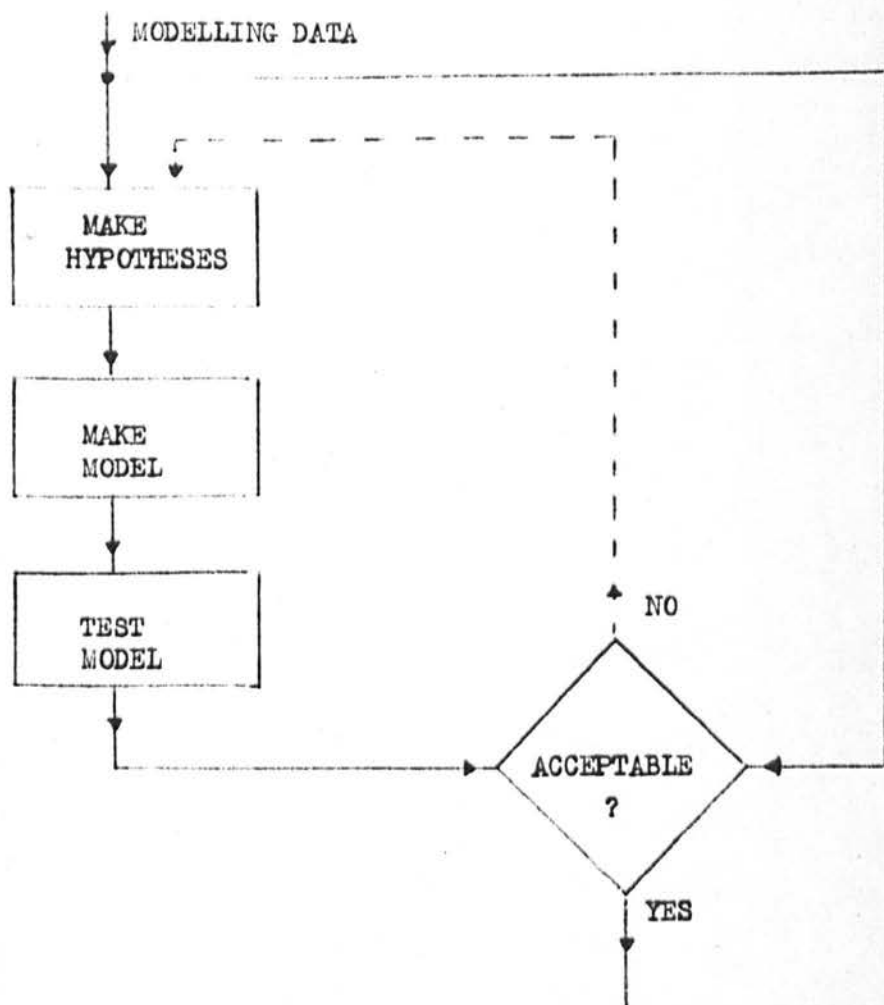 MODELLING DATA
MAKE
HYPOTHESES
MAKE
MODEL
TEST
MODEL
NO
ACCEPTABLE
?
YES